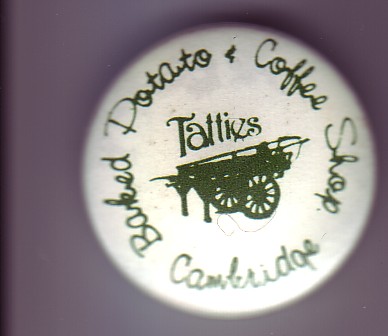 Baked Potato & Coffee Shop
Tatties
Cambridge